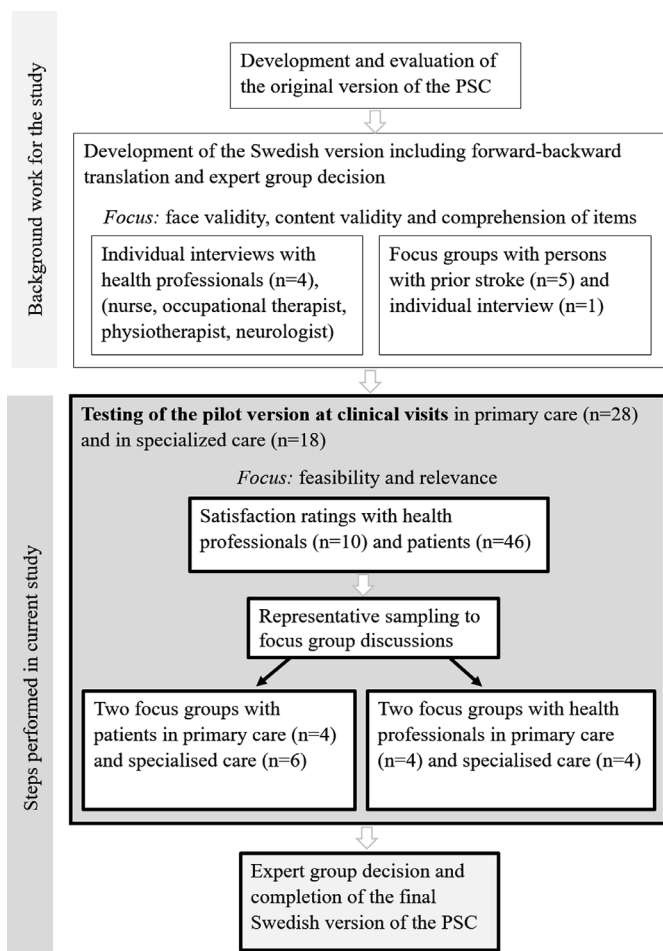 Background work for the study
Development and evaluation of
the original version of the PSC
Development of the Swedish version including forward-backward
translation and expert group decision
Focus: face validity, content validity and comprehension of items
Individual interviews with
health professionals (n=4),
(nurse, occupational therapist,
physiotherapist, neurologist)
Focus groups with persons
with prior stroke (n=5) and
individual interview (n=1)
Steps performed in current study
Testing of the pilot version at clinical visits in primary care (n=28)
and in specialized care (n=18)
Focus: feasibility and relevance
Satisfaction ratings with health
professionals (n=10) and patients (n=46)
Representative sampling to
focus group discussions
Two focus groups with
patients in primary care (n=4)
and specialised care (n=6)
Two focus groups with health
professionals in primary care
(n=4) and specialised care (n=4)
Expert group decision and
completion of the final
Swedish version of the PSC